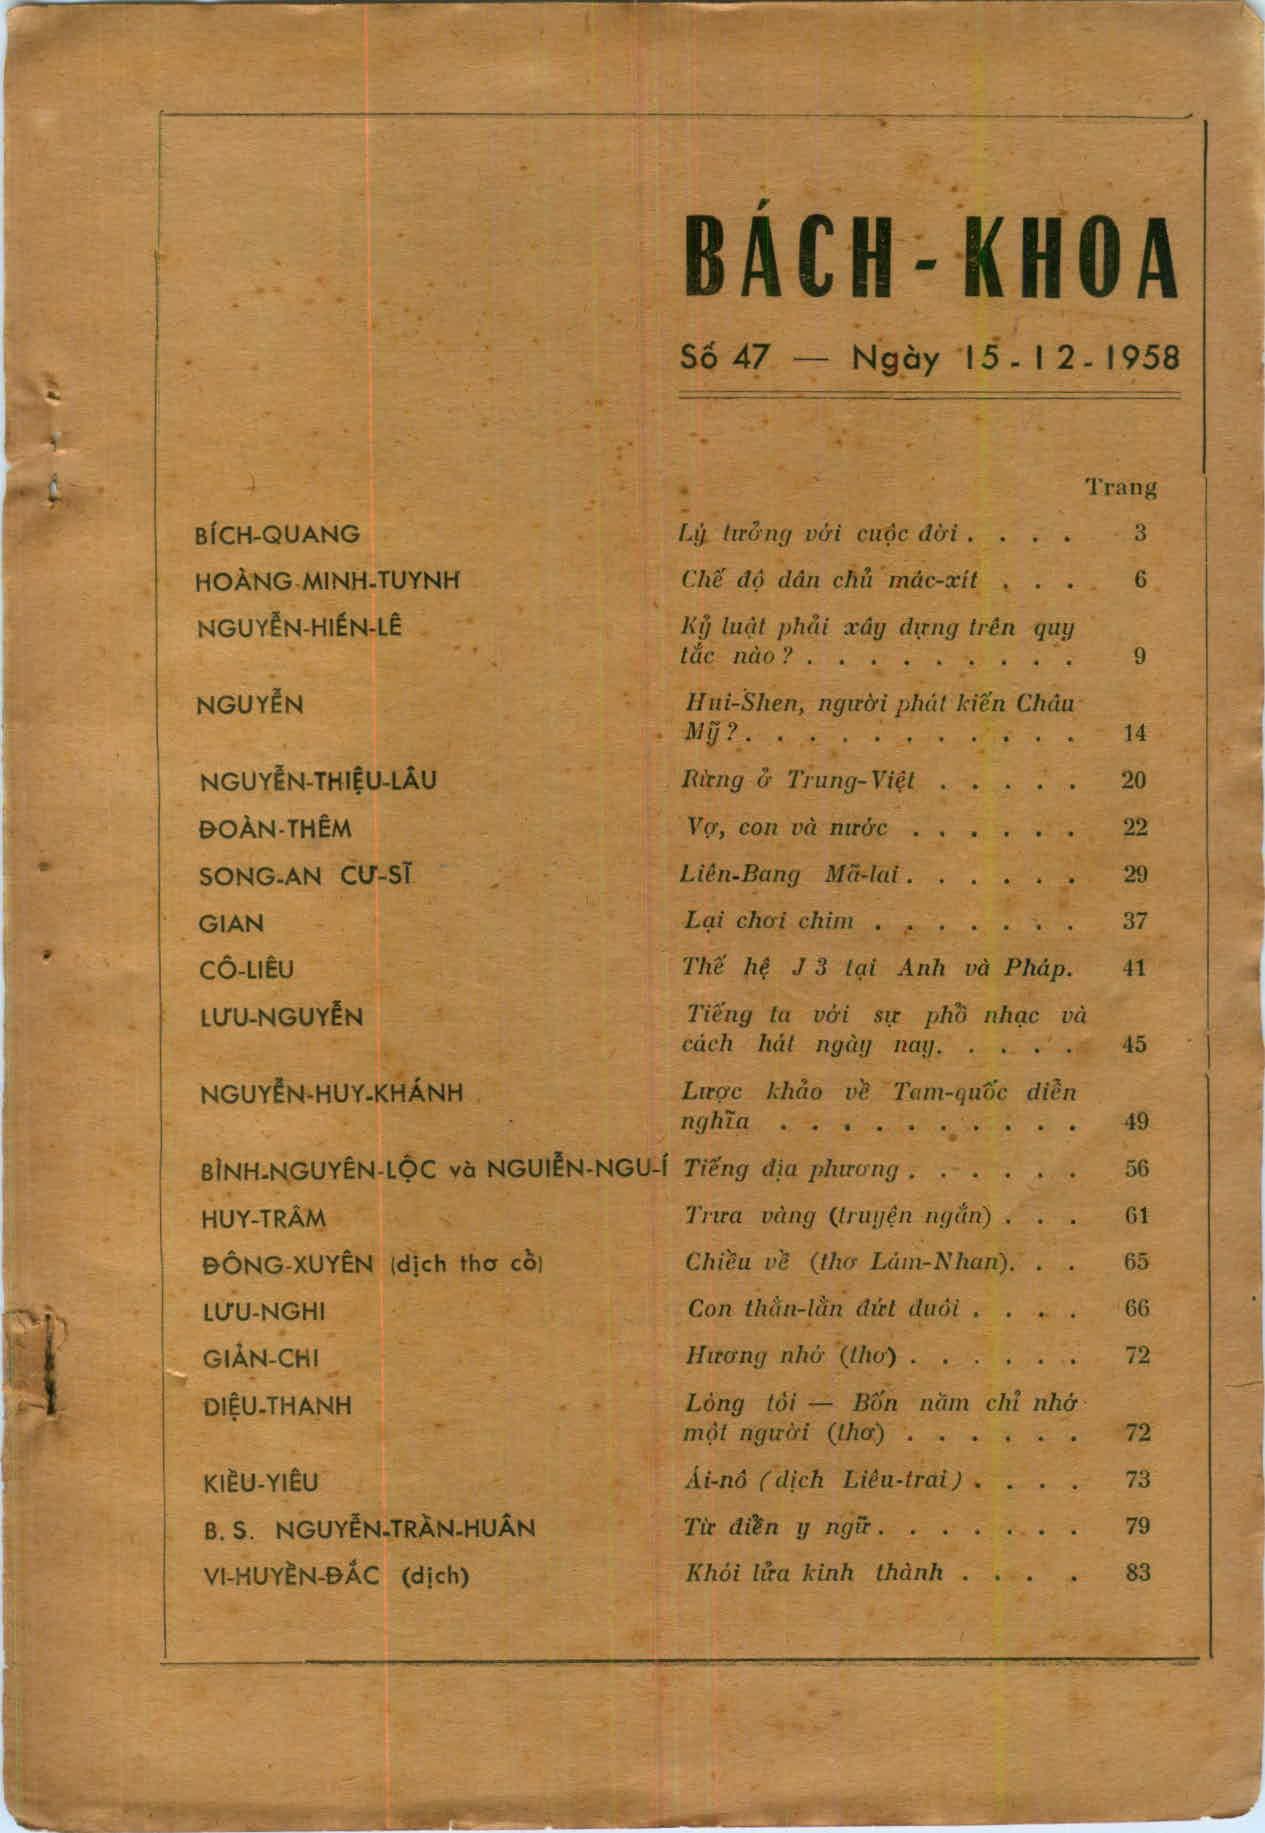 BÁCH - KHOA
Số 47 — Ngày 15 - 12 - 1958
Trang
BÍCH-QUANG Lý tưởng với cuộc đời . . . . 3
HOÀNG-MINH-TUYNH Chế độ dân chủ mác-xít . . . 6
NGUYỄN-HIẾN-LÊ Kỷ luật phải xây dựng trên quy
tắc nào ? . . . . . . . . . 9
NGUYỄN Hui-Shen, người phát kiến Châu
Mỹ ? . . . . . . . . . . . 14
NGUYỄN-THIỆU-LÂU Rừng ở Trung-Việt . . . . . 20
ĐOÀN-THÊM Vợ, con và nước . . . . . . 22
SONG-AN CƯ-SĨ Liên-Bang Mã-lai . . . . . . 29
GIAN Lại chơi chim . . . . . . . 37
CÔ-LIÊU Thế hệ J 3 tại Anh và Pháp. 41
LƯU-NGUYỄN Tiếng ta với sự phổ nhạc và
cách hát ngày nay. . . . . 45
NGUYỄN-HUY-KHÁNH Lược khảo về Tam-quốc diễn
nghĩa . . . . . . . . . . 49
BÌNH-NGUYÊN-LỘC và NGUIỄN-NGU-Í Tiếng địa phương . . . . . . 56
HUY-TRÂM Trưa vàng (truyện ngắn) . . . 61
ĐÔNG-XUYÊN (dịch thơ cổ) Chiều về (thơ Lám-Nhan). . . 65
LƯU-NGHI Con thằn-lằn đứt đuôi . . . . 66
GIẢN-CHI Hương nhớ (thơ) . . . . . . 72
DIỆU-THANH Lòng tôi — Bốn năm chỉ nhớ
một người (thơ) . . . . . . 72
KIỀU-YIÊU Ái-nô (dịch Liêu-trai) . . . . 73
B. S. NGUYỄN-TRẦN-HUÂN Từ điển y ngữ . . . . . . . 79
VI-HUYỀN-ĐẮC (dịch) Khói lửa kinh thành . . . . 83